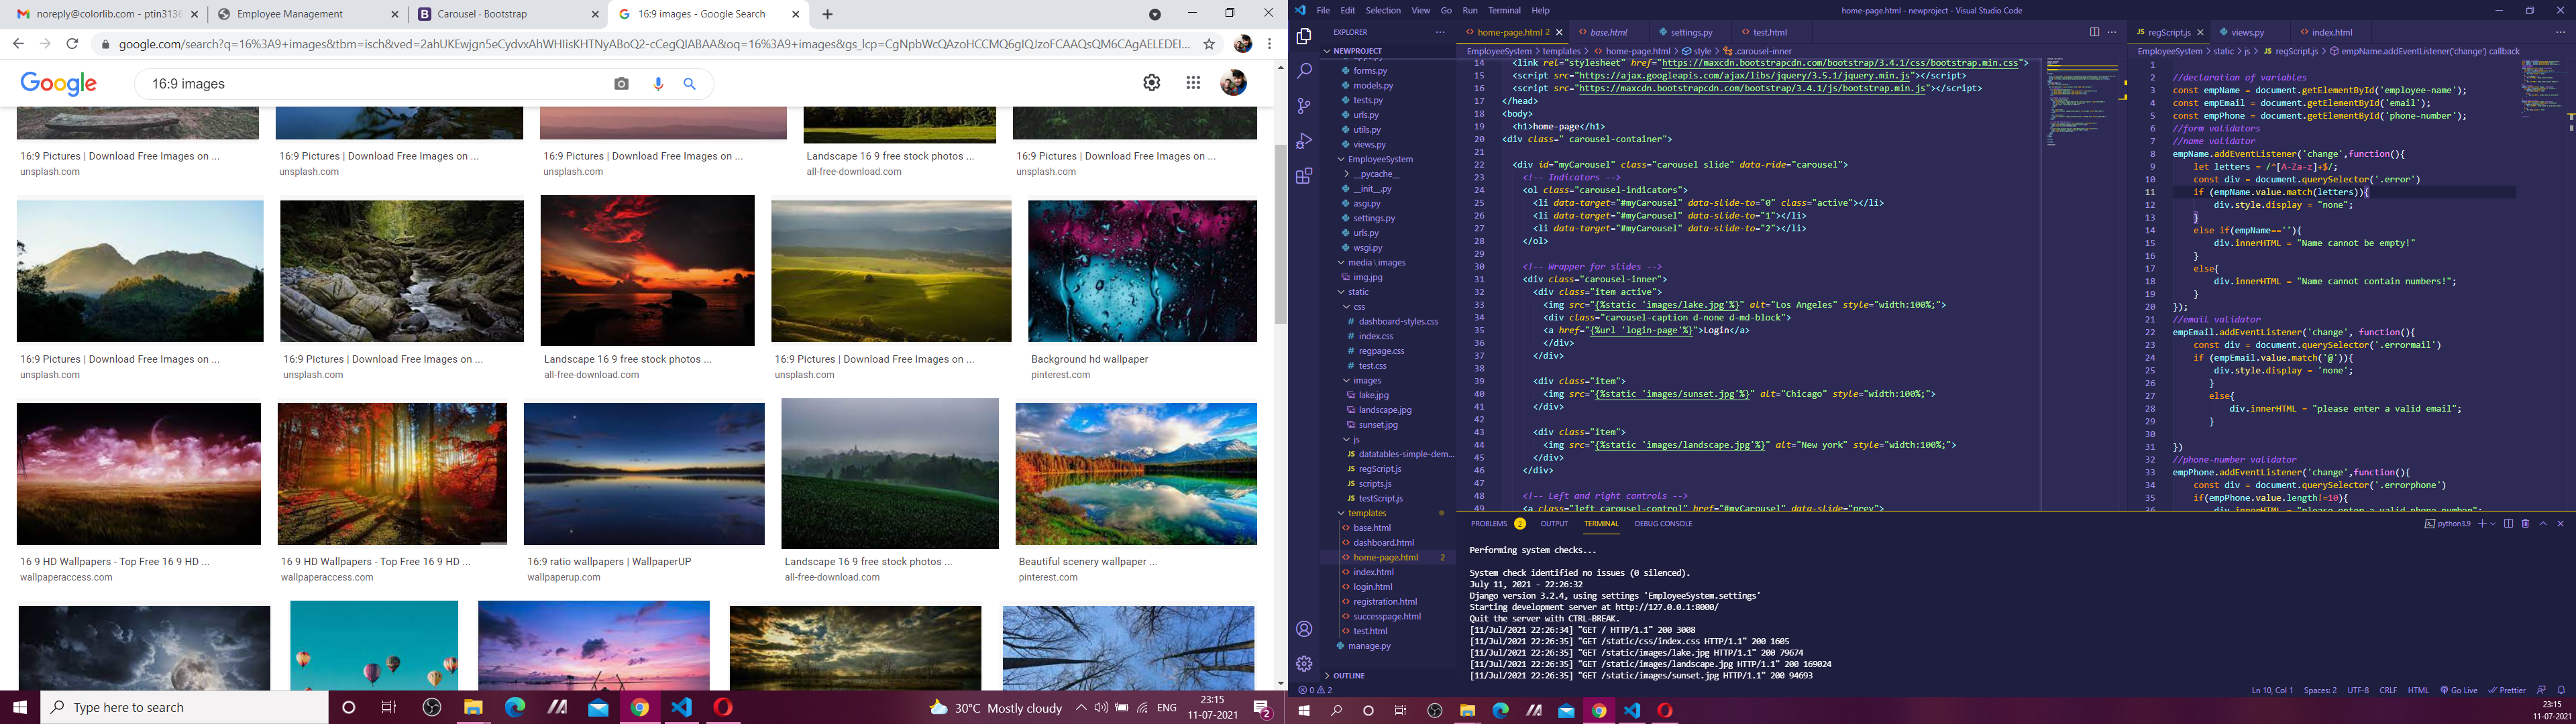 noreply@colorlib.com - ptin3136
Employee Management
Carousel · Bootstrap
16:9 images - Google Search
google.com/search?q=16%3A9+images&tbm=isch&ved=2ahUKEwjgn5eCydvxAhWHIisKHTNyABoQ2-cCegQIABAA&oq=16%3A9+images&gs_lcp=CgNpbWcQAzoHCCMQ6gIQJzoFCAAQsQM6CAgAELEDEI...
Google
16:9 images
16:9 Pictures | Download Free Images on ...
unsplash.com
16:9 Pictures | Download Free Images on ...
unsplash.com
Landscape 16 9 free stock photos ...
all-free-download.com
16:9 Pictures | Download Free Images on ...
unsplash.com
16:9 Pictures | Download Free Images on ...
unsplash.com
16:9 Pictures | Download Free Images on ...
unsplash.com
Landscape 16 9 free stock photos ...
all-free-download.com
16:9 Pictures | Download Free Images on ...
unsplash.com
Background hd wallpaper
pinterest.com
16 9 HD Wallpapers - Top Free 16 9 HD ...
wallpaperaccess.com
16 9 HD Wallpapers - Top Free 16 9 HD ...
wallpaperaccess.com
16:9 ratio wallpapers | WallpaperUP
wallpaperup.com
Landscape 16 9 free stock photos ...
all-free-download.com
Beautiful scenery wallpaper ...
pinterest.com
Type here to search
30°C Mostly cloudy
ENG
23:15
11-07-2021
2
File Edit Selection View Go Run Terminal Help
home-page.html - newproject - Visual Studio Code
EXPLORER
NEWPROJECT
forms.py
models.py
tests.py
urls.py
utils.py
views.py
EmployeeSystem
__pycache__
__init__.py
asgi.py
settings.py
urls.py
wsgi.py
media \ images
img.jpg
static
css
dashboard-styles.css
index.css
regpage.css
test.css
images
lake.jpg
landscape.jpg
sunset.jpg
js
datatables-simple-dem...
regScript.js
scripts.js
testScript.js
templates
base.html
dashboard.html
home-page.html 2
index.html
login.html
registration.html
successpage.html
test.html
manage.py
OUTLINE
home-page.html 2
base.html
settings.py
test.html
EmployeeSystem > templates > home-page.html > style > .carousel-inner
14 <link rel="stylesheet" href="https://maxcdn.bootstrapcdn.com/bootstrap/3.4.1/css/bootstrap.min.css">
15 <script src="https://ajax.googleapis.com/ajax/libs/jquery/3.5.1/jquery.min.js"></script>
16 <script src="https://maxcdn.bootstrapcdn.com/bootstrap/3.4.1/js/bootstrap.min.js"></script>
17 </head>
18 <body>
19 <h1>home-page</h1>
20 <div class=" carousel-container">
21
22 <div id="myCarousel" class="carousel slide" data-ride="carousel">
23 <!-- Indicators -->
24 <ol class="carousel-indicators">
25 <li data-target="#myCarousel" data-slide-to="0" class="active"></li>
26 <li data-target="#myCarousel" data-slide-to="1"></li>
27 <li data-target="#myCarousel" data-slide-to="2"></li>
28 </ol>
29
30 <!-- Wrapper for slides -->
31 <div class="carousel-inner">
32 <div class="item active">
33 <img src="{%static 'images/lake.jpg'%}" alt="Los Angeles" style="width:100%;">
34 <div class="carousel-caption d-none d-md-block">
35 <a href="{%url 'login-page'%}">Login</a>
36 </div>
37 </div>
38
39 <div class="item">
40 <img src="{%static 'images/sunset.jpg'%}" alt="Chicago" style="width:100%;">
41 </div>
42
43 <div class="item">
44 <img src="{%static 'images/landscape.jpg'%}" alt="New york" style="width:100%;">
45 </div>
46 </div>
47
48 <!-- Left and right controls -->
49 <a class="left carousel-control" href="#myCarousel" data-slide="prev">
regScript.js
views.py
index.html
EmployeeSystem > static > js > regScript.js > empName.addEventListener('change') callback
1
2 //declaration of variables
3 const empName = document.getElementById('employee-name');
4 const empEmail = document.getElementById('email');
5 const empPhone = document.getElementById('phone-number');
6 //form validators
7 //name validator
8 empName.addEventListener('change',function(){
9 let letters = /^[A-Za-z]+$/;
10 const div = document.querySelector('.error')
11 if (empName.value.match(letters)){
12 div.style.display = "none";
13 }
14 else if(empName==''){
15 div.innerHTML = "Name cannot be empty!"
16 }
17 else{
18 div.innerHTML = "Name cannot contain numbers!";
19 }
20 });
21 //email validator
22 empEmail.addEventListener('change', function(){
23 const div = document.querySelector('.errormail')
24 if (empEmail.value.match('@')){
25 div.style.display = 'none';
26 }
27 else{
28 div.innerHTML = "please enter a valid email";
29 }
30
31 })
32 //phone-number validator
33 empPhone.addEventListener('change',function(){
34 const div = document.querySelector('.errorphone')
35 if(empPhone.value.length!=10){
36 div.innerHTML = "please enter a valid phone number";
PROBLEMS 2 OUTPUT TERMINAL DEBUG CONSOLE
python3.9
Performing system checks...
System check identified no issues (0 silenced).
July 11, 2021 - 22:26:32
Django version 3.2.4, using settings 'EmployeeSystem.settings'
Starting development server at http://127.0.0.1:8000/
Quit the server with CTRL-BREAK.
[11/Jul/2021 22:26:34] "GET / HTTP/1.1" 200 3008
[11/Jul/2021 22:26:35] "GET /static/css/index.css HTTP/1.1" 200 1605
[11/Jul/2021 22:26:35] "GET /static/images/lake.jpg HTTP/1.1" 200 79674
[11/Jul/2021 22:26:35] "GET /static/images/landscape.jpg HTTP/1.1" 200 169024
[11/Jul/2021 22:26:35] "GET /static/images/sunset.jpg HTTP/1.1" 200 94693
0 2
Ln 10, Col 1 Spaces: 2 UTF-8 CRLF HTML Go Live Prettier
23:15
11-07-2021